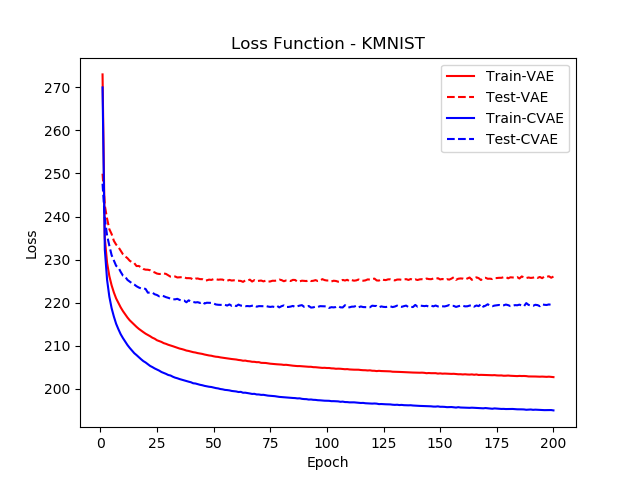 Loss Function - KMNIST
Train-VAE
Test-VAE
Train-CVAE
Test-CVAE
270
260
250
240
230
220
210
200
Loss
0 25 50 75 100 125 150 175 200
Epoch